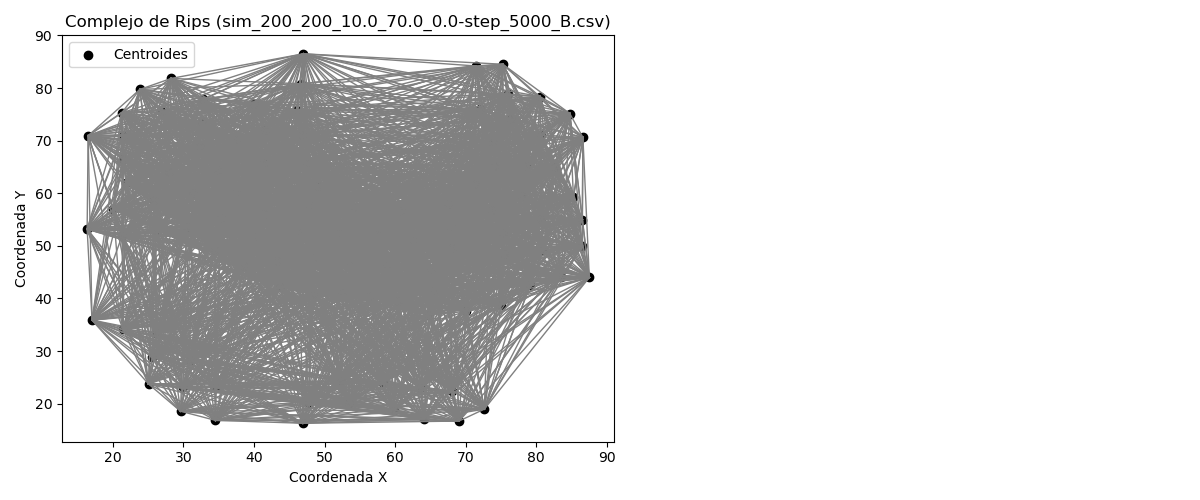 Complejo de Rips (sim_200_200_10.0_70.0_0.0-step_5000_B.csv)
Centroides
90
80
70
60
50
40
30
20
Coordenada Y
20 30 40 50 60 70 80 90
Coordenada X